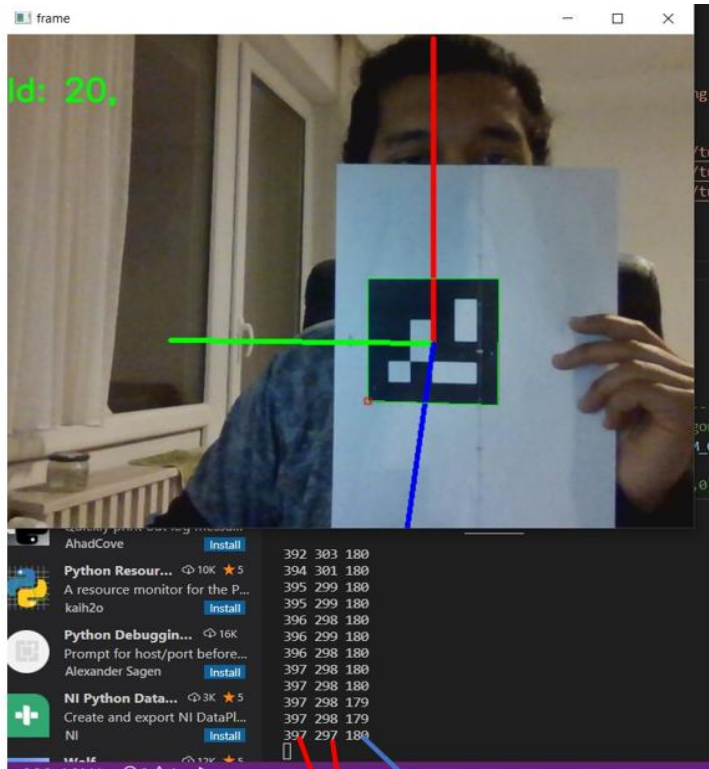 frame
Id: 20,
AhadCove
Install
Python Resour... 10K ★ 5
A resource monitor for the P...
kaih2o
Install
Python Debuggin... 16K
Prompt for host/port before...
Alexander Sagen
Install
NI Python Data... 3K ★ 5
Create and export NI DataPl...
NI
Install
392 303 180
394 301 180
395 299 180
395 299 180
396 298 180
396 299 180
396 298 180
397 298 180
397 298 180
397 298 179
397 298 179
397 297 180